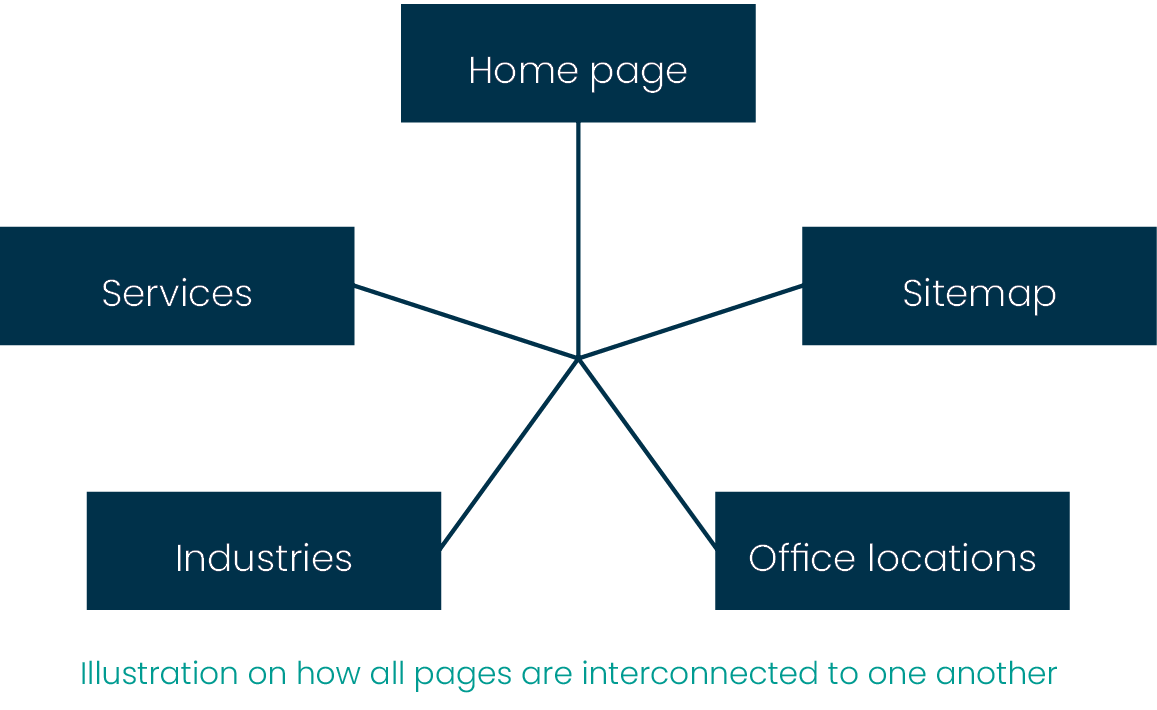 Home page
Services
Sitemap
Industries
Office locations
Illustration on how all pages are interconnected to one another